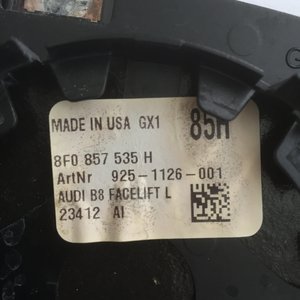 MADE IN USA GX1 85H
8F0 857 535 H
ArtNr 925-1126-001
AUDI B8 FACELIFT L
23412 AI